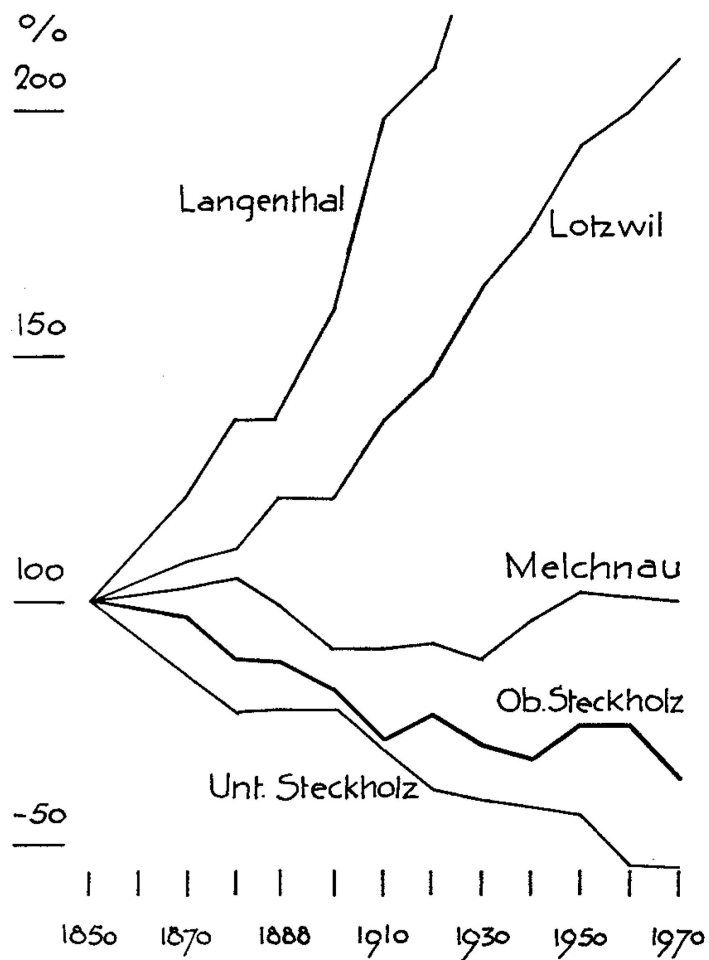 %
200
Langenthal
Lotzwil
150
100
Melchnau
Ob. Steckholz
Unt. Steckholz
-50
1850 1870 1888 1910 1930 1950 1970